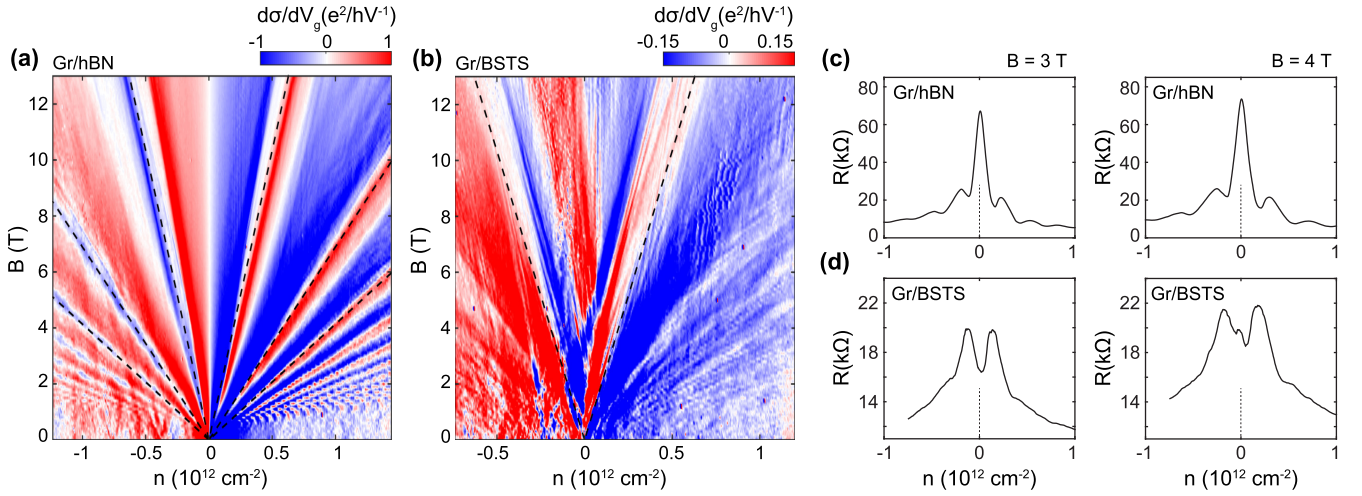 dσ/dVg(e²/hV⁻¹)
-1 0 1
(a) Gr/hBN
B (T)
12
10
8
6
4
2
0
-1 -0.5 0 0.5 1
n (10¹² cm⁻²)
dσ/dVg(e²/hV⁻¹)
-0.15 0 0.15
(b) Gr/BSTS
B (T)
12
10
8
6
4
2
0
-0.5 0 0.5 1
n (10¹² cm⁻²)
(c) B = 3 T
Gr/hBN
R(kΩ)
80
60
40
20
0
-1 0 1
B = 4 T
Gr/hBN
R(kΩ)
80
60
40
20
0
-1 0 1
(d)
Gr/BSTS
R(kΩ)
22
18
14
-1 0 1
n (10¹² cm⁻²)
Gr/BSTS
R(kΩ)
22
18
14
-1 0 1
n (10¹² cm⁻²)